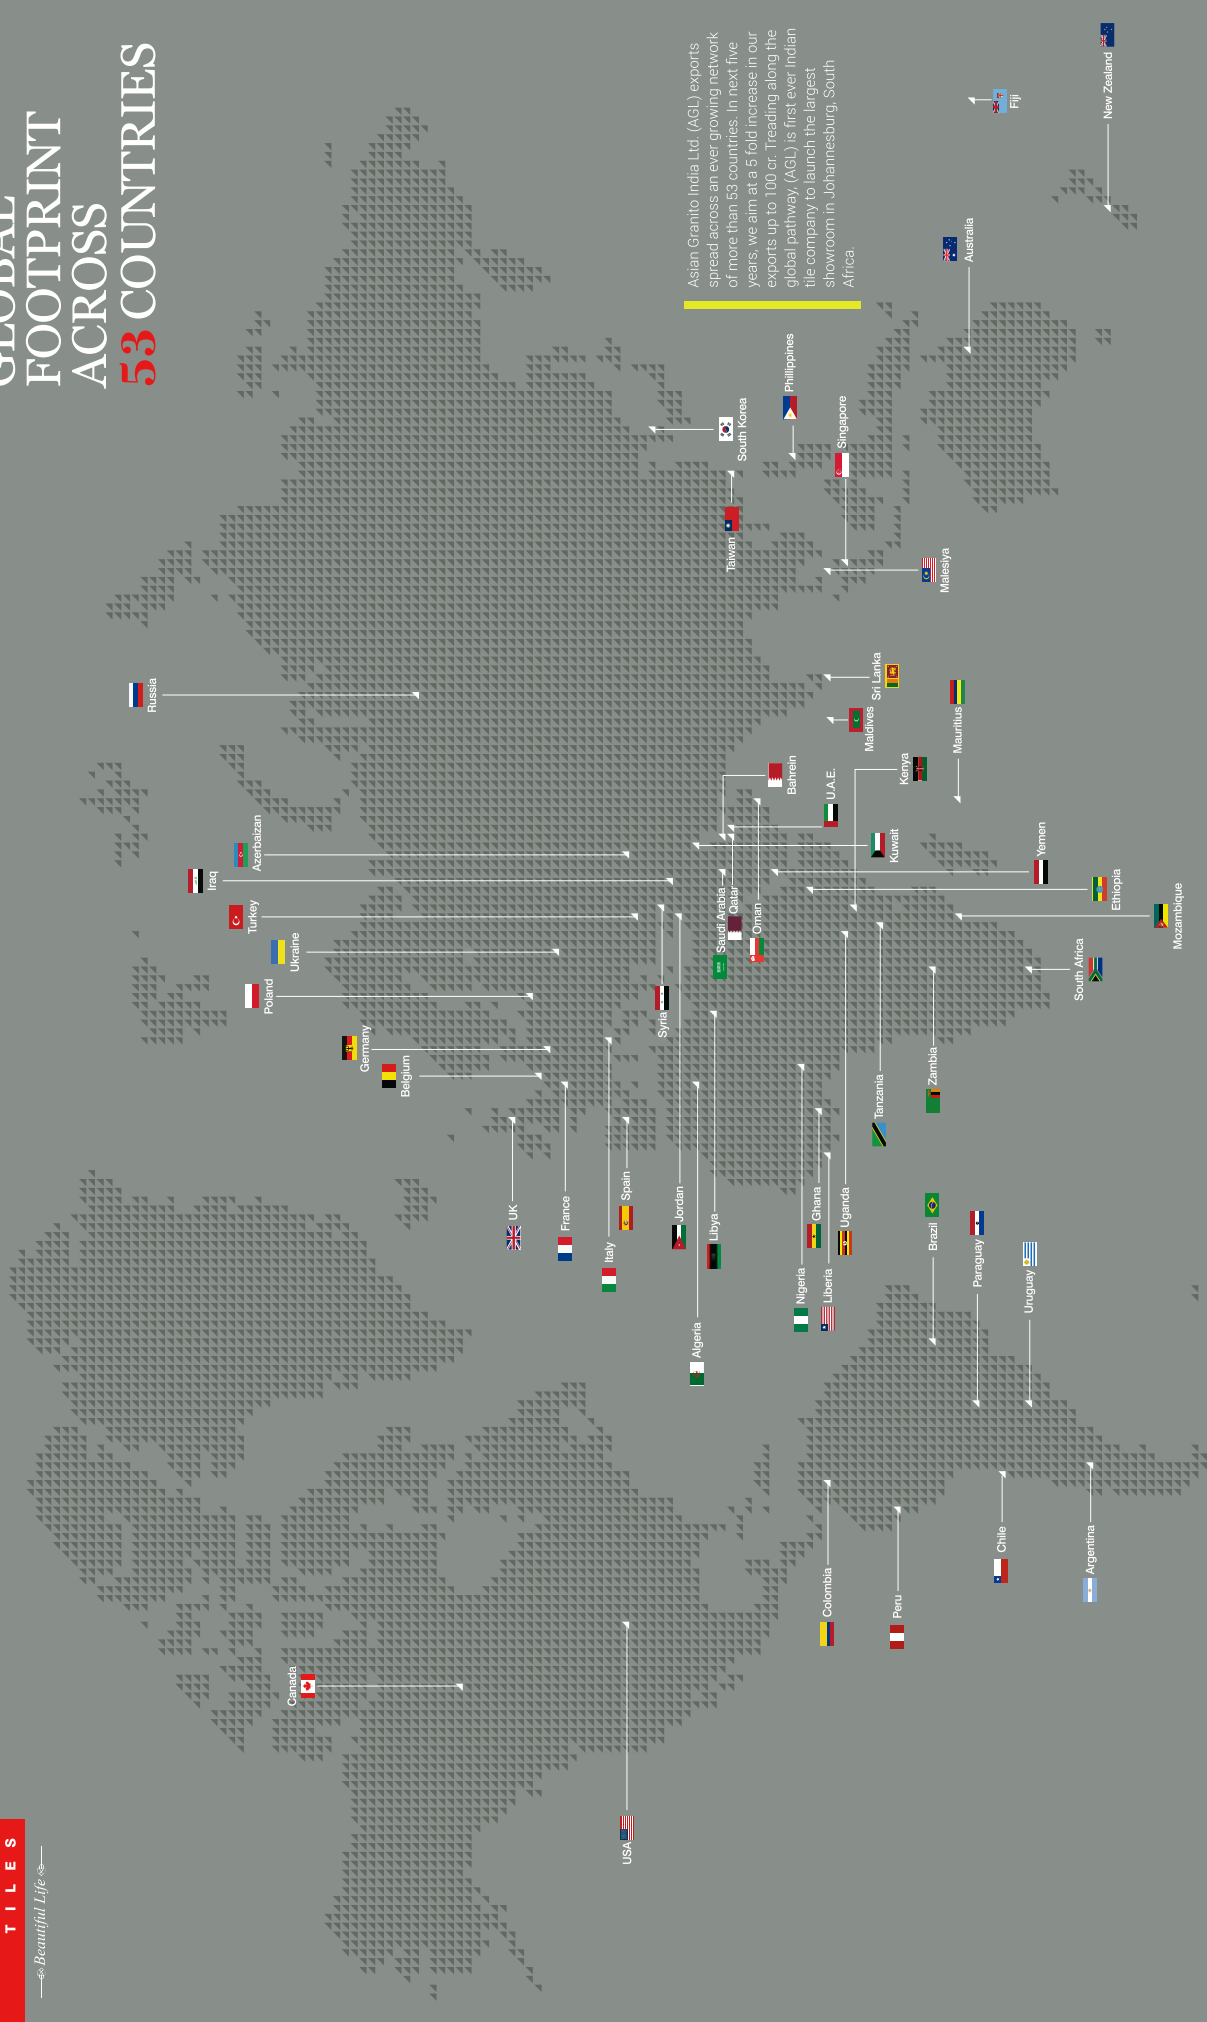 TILES
Beautiful Life
GLOBAL
FOOTPRINT
ACROSS
53 COUNTRIES
Asian Granito India Ltd. (AGL) exports
spread across an ever growing network
of more than 53 countries. In next five
years, we aim at a 5 fold increase in our
exports up to 100 cr. Treading along the
global pathway, (AGL) is first ever Indian
tile company to launch the largest
showroom in Johannesburg, South
Africa.
Canada
USA
Colombia
Peru
Chile
Argentina
Brazil
Paraguay
Uruguay
UK
France
Italy
Spain
Jordan
Algeria
Libya
Nigeria
Liberia
Ghana
Uganda
Tanzania
Zambia
Belgium
Germany
Poland
Ukraine
Turkey
Iraq
Azerbaizan
Russia
Syria
Saudi Arabia
Qatar
Oman
Bahrein
U.A.E.
Kuwait
Kenya
Mauritius
Yemen
Ethiopia
Mozambique
South Africa
Maldives
Sri Lanka
Malesiya
Singapore
Taiwan
South Korea
Phillippines
Australia
Fiji
New Zealand